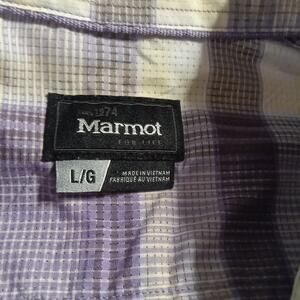 1974
Marmot
FOR LIFE
L/G
MADE IN VIETNAM
FABRIQUÉ AU VIETNAM